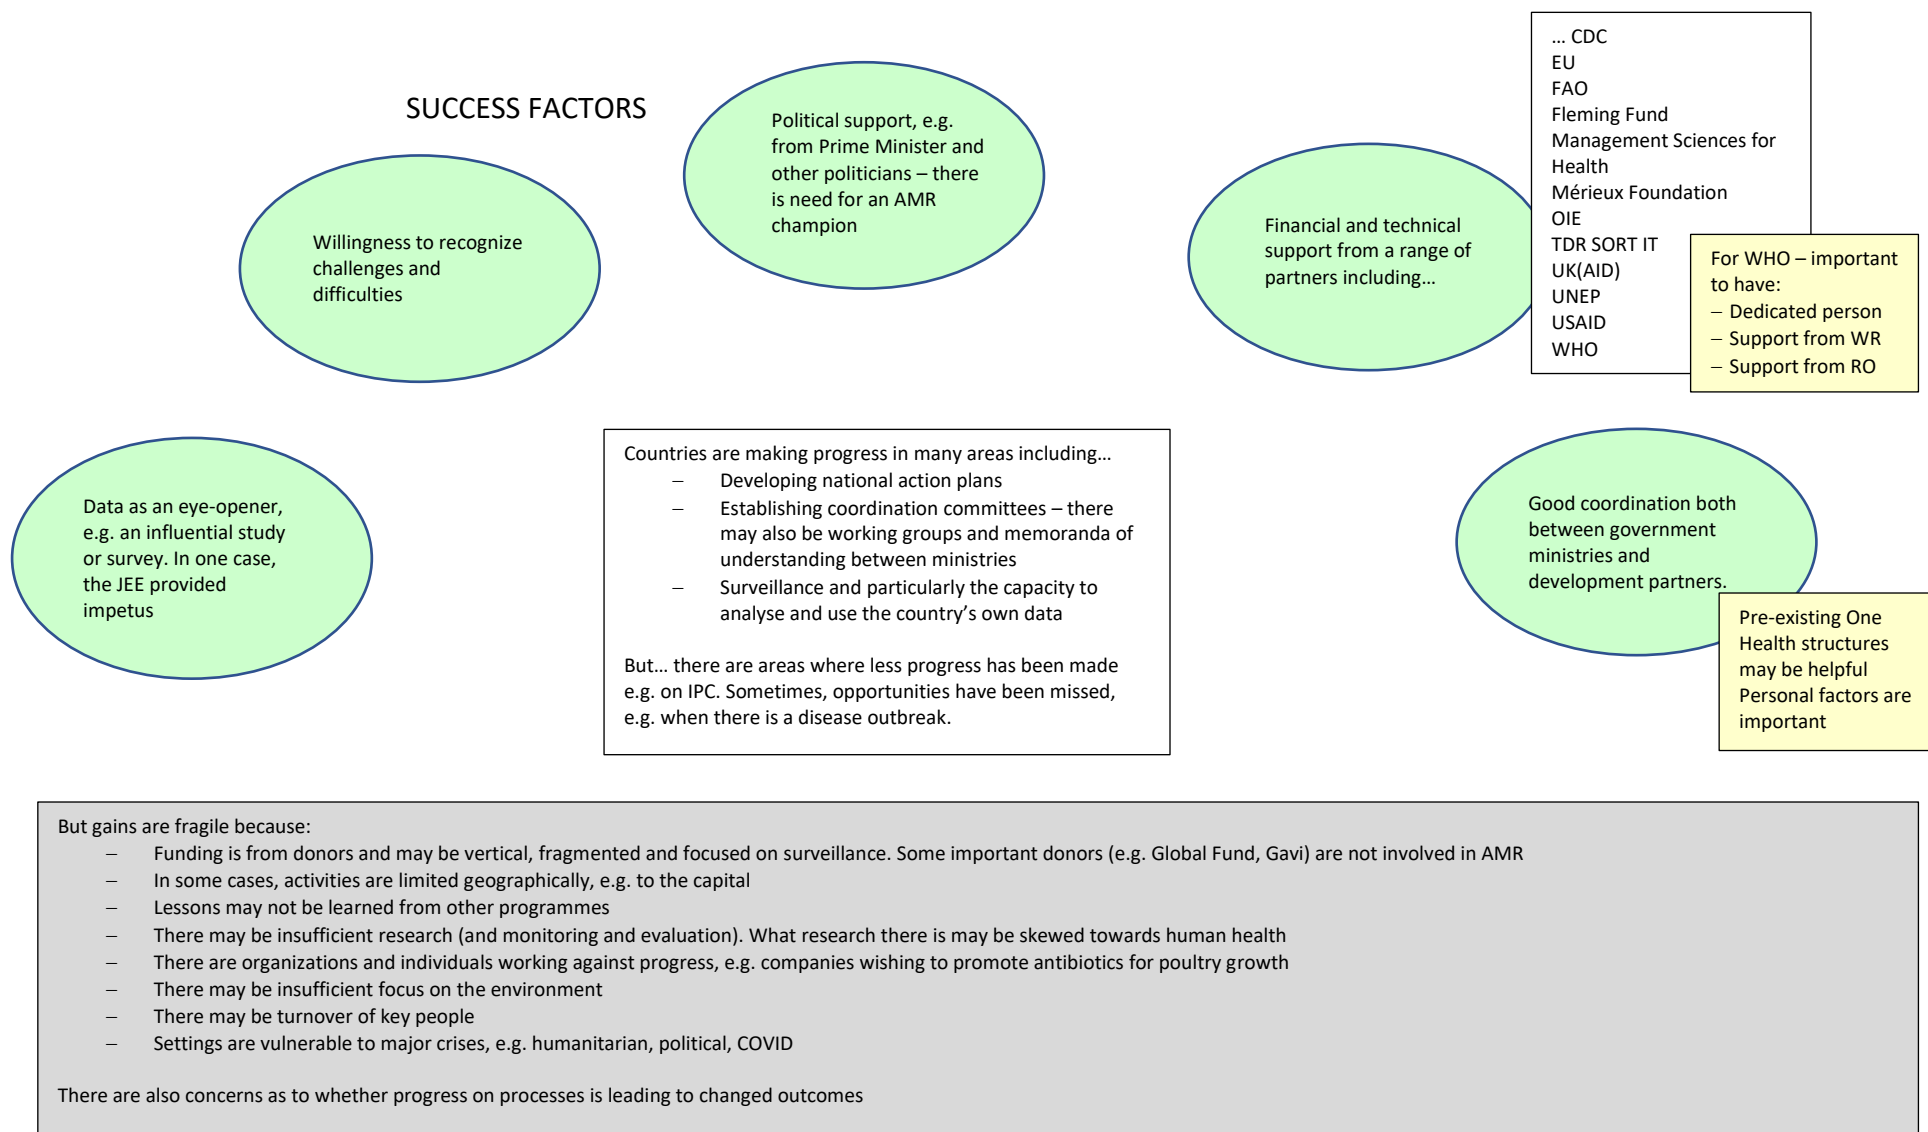 SUCCESS FACTORS
Data as an eye-opener,
e.g. an influential study
or survey. In one case,
the JEE provided
impetus
Willingness to recognize
challenges and
difficulties
Political support, e.g.
from Prime Minister and
other politicians – there
is need for an AMR
champion
Financial and technical
support from a range of
partners including…
… CDC
EU
FAO
Fleming Fund
Management Sciences for
Health
Mérieux Foundation
OIE
TDR SORT IT
UK(AID)
UNEP
USAID
WHO
For WHO – important
to have:
– Dedicated person
– Support from WR
– Support from RO
Good coordination both
between government
ministries and
development partners.
Pre-existing One
Health structures
may be helpful
Personal factors are
important
Countries are making progress in many areas including…
– Developing national action plans
– Establishing coordination committees – there
may also be working groups and memoranda of
understanding between ministries
– Surveillance and particularly the capacity to
analyse and use the country’s own data
But… there are areas where less progress has been made
e.g. on IPC. Sometimes, opportunities have been missed,
e.g. when there is a disease outbreak.
But gains are fragile because:
– Funding is from donors and may be vertical, fragmented and focused on surveillance. Some important donors (e.g. Global Fund, Gavi) are not involved in AMR
– In some cases, activities are limited geographically, e.g. to the capital
– Lessons may not be learned from other programmes
– There may be insufficient research (and monitoring and evaluation). What research there is may be skewed towards human health
– There are organizations and individuals working against progress, e.g. companies wishing to promote antibiotics for poultry growth
– There may be insufficient focus on the environment
– There may be turnover of key people
– Settings are vulnerable to major crises, e.g. humanitarian, political, COVID
There are also concerns as to whether progress on processes is leading to changed outcomes